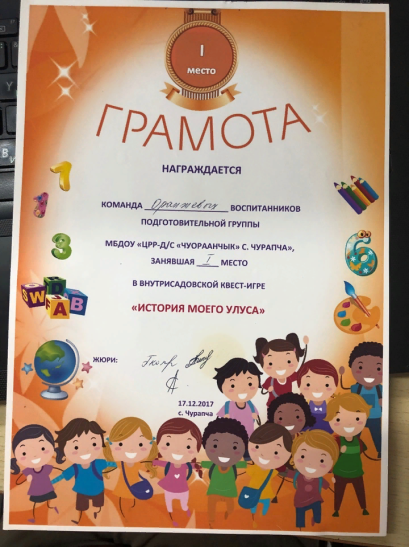 I
место
ГРАМОТА
НАГРАЖДАЕТСЯ
КОМАНДА Оранжевых ВОСПИТАННИКОВ
ПОДГОТОВИТЕЛЬНОЙ ГРУППЫ
МБДОУ «ЦРР-Д/С «ЧУОРААНЧЫК» С. ЧУРАПЧА»,
ЗАНЯВШАЯ I МЕСТО
В ВНУТРИСАДОВСКОЙ КВЕСТ-ИГРЕ
«ИСТОРИЯ МОЕГО УЛУСА»
ЖЮРИ:
17.12.2017
с. Чурапча